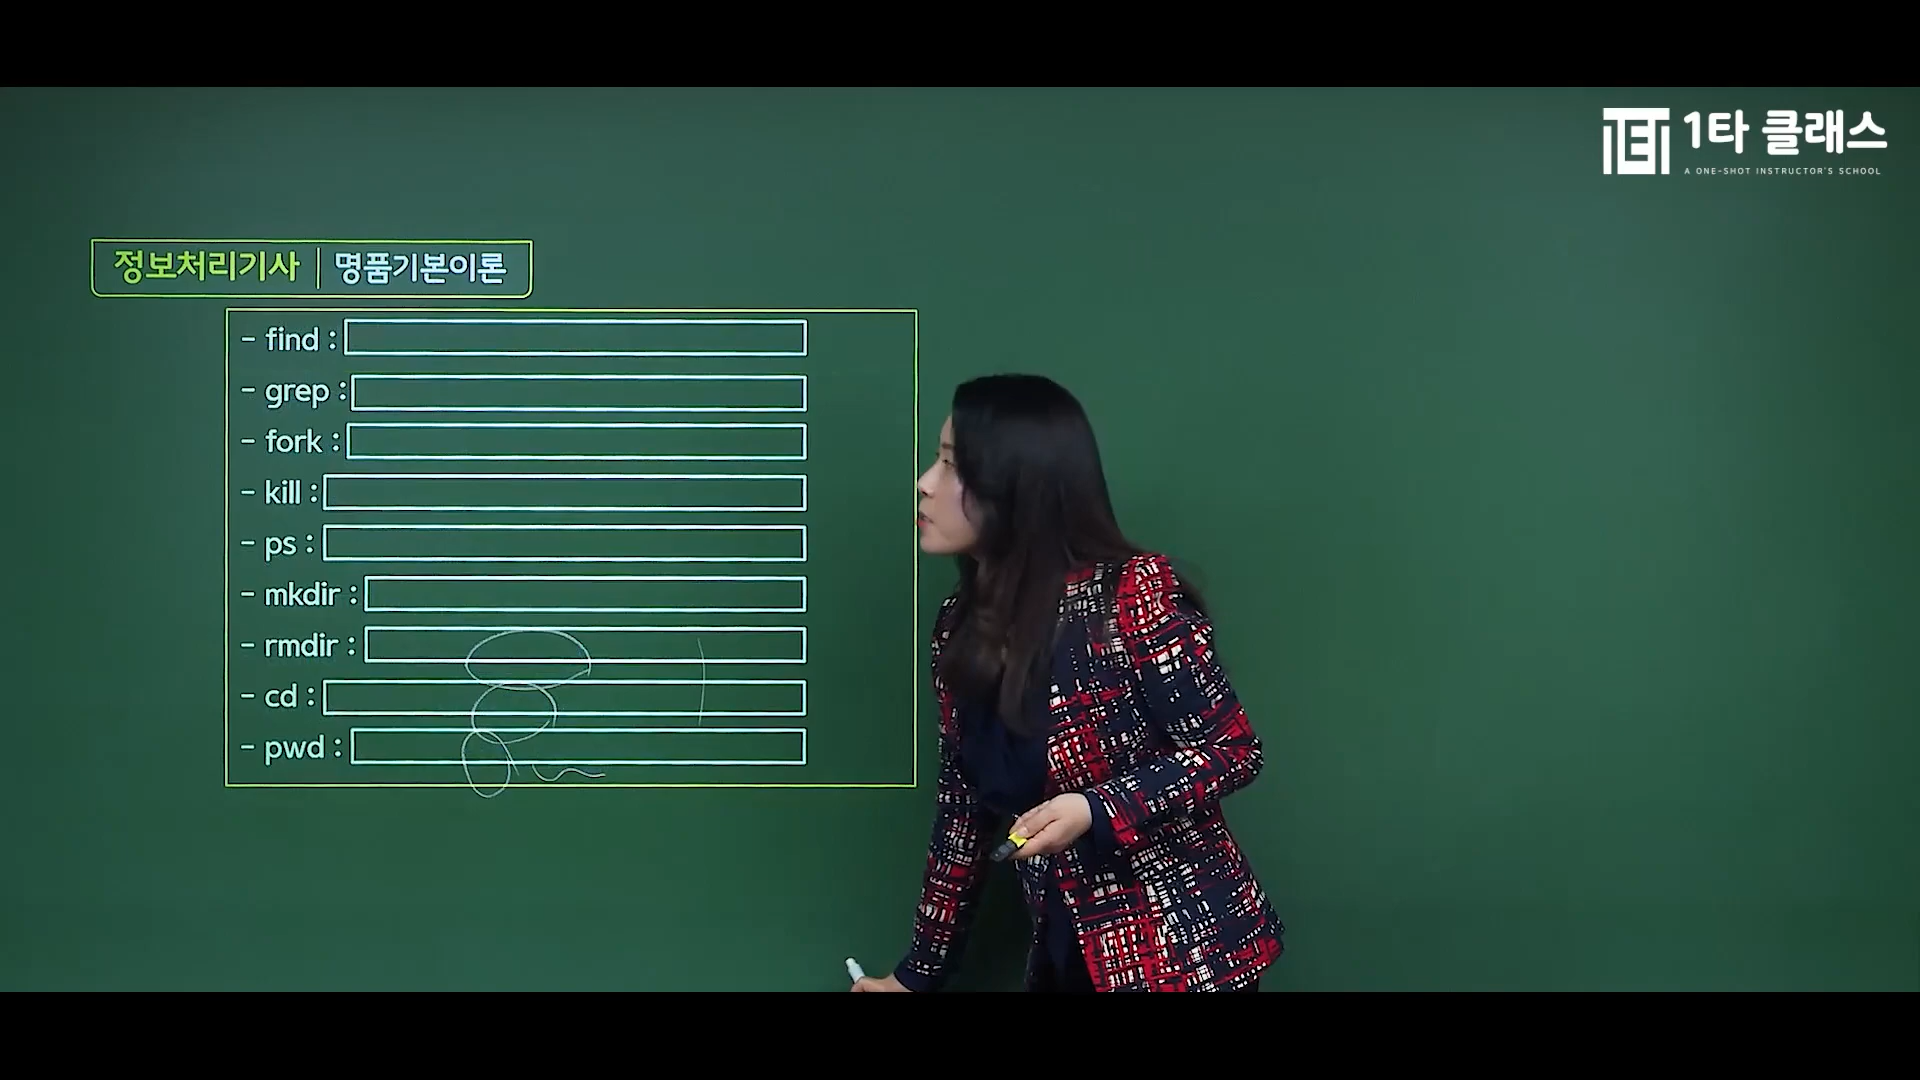 1타 클래스
A ONE-SHOT INSTRUCTOR'S SCHOOL
정보처리기사 | 명품기본이론
- find :
- grep :
- fork :
- kill :
- ps :
- mkdir :
- rmdir :
- cd :
- pwd :